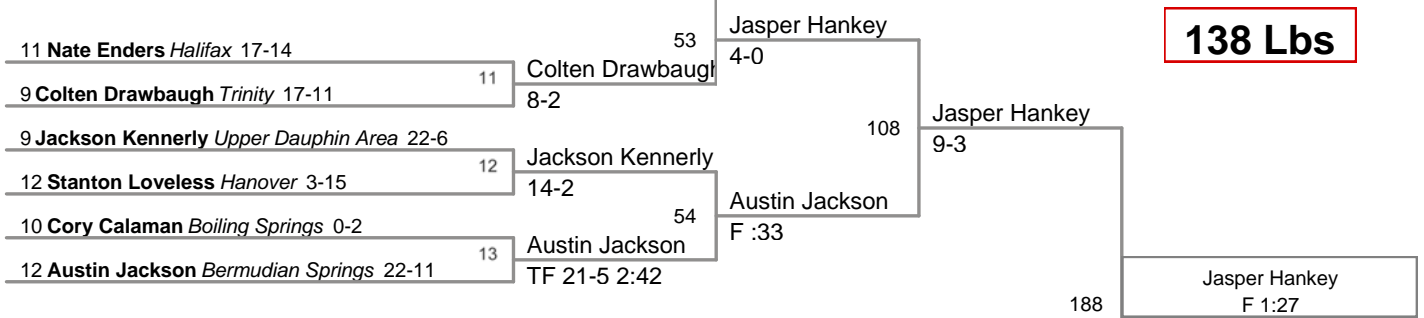 138 Lbs
11 Nate Enders Halifax 17-14
9 Colten Drawbaugh Trinity 17-11
9 Jackson Kennerly Upper Dauphin Area 22-6
12 Stanton Loveless Hanover 3-15
10 Cory Calaman Boiling Springs 0-2
12 Austin Jackson Bermudian Springs 22-11
11
Colten Drawbaugh
8-2
12
Jackson Kennerly
14-2
13
Austin Jackson
TF 21-5 2:42
53
Jasper Hankey
4-0
54
Austin Jackson
F :33
108
Jasper Hankey
9-3
188
Jasper Hankey
F 1:27